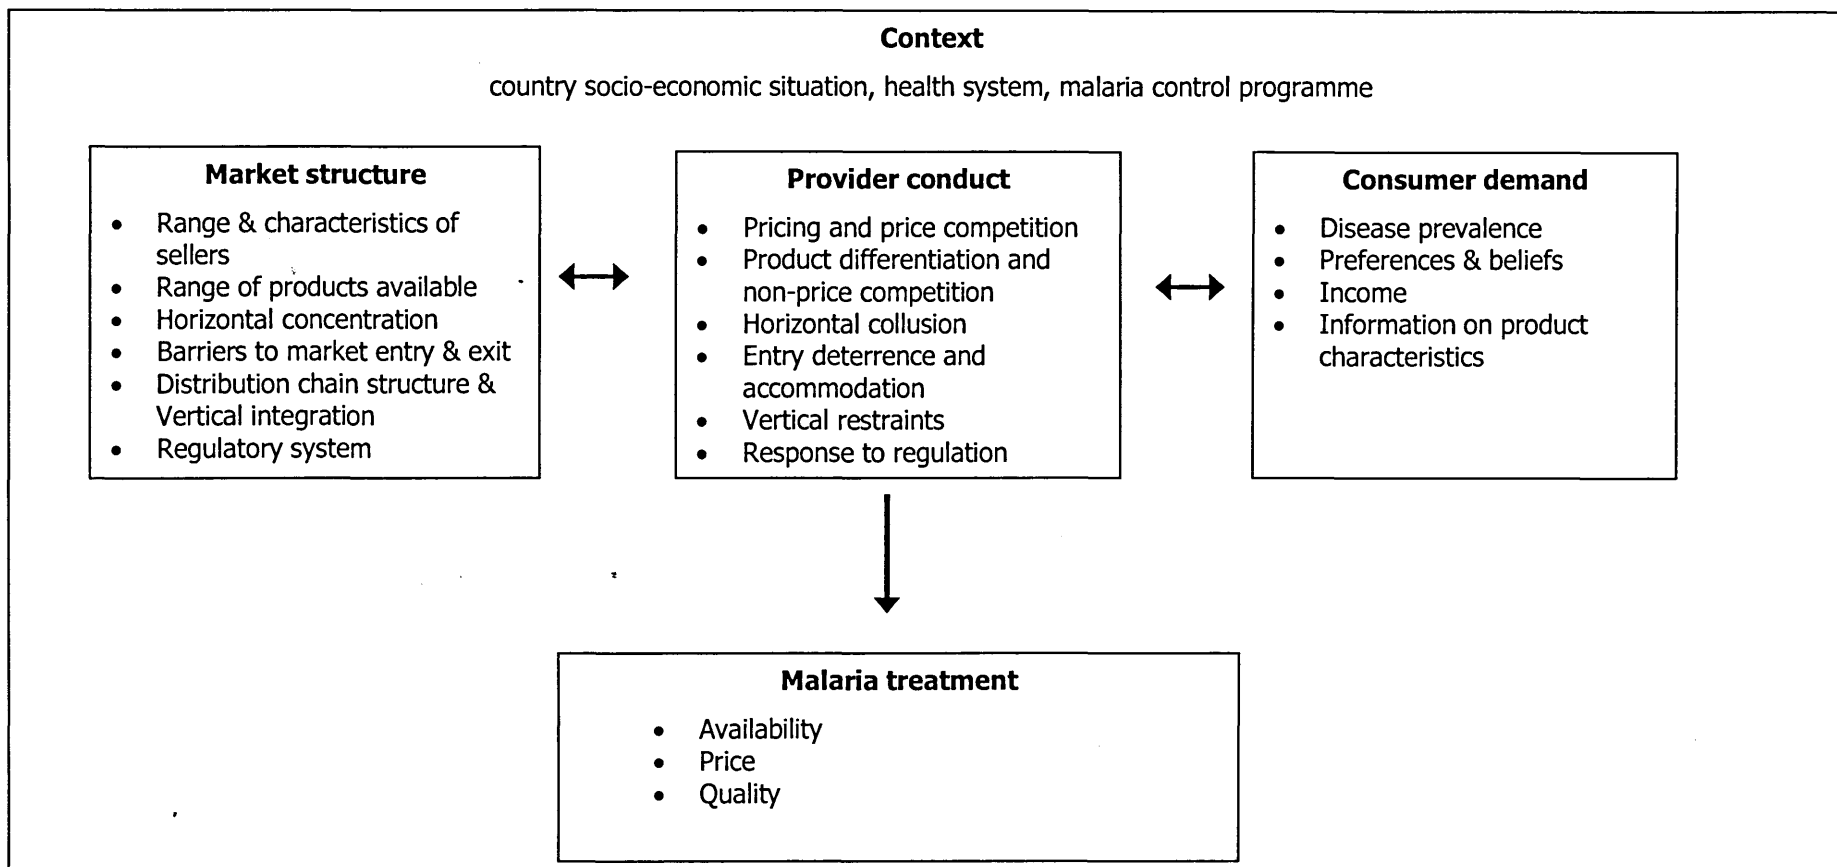 Context
country socio-economic situation, health system, malaria control programme
Market structure
• Range & characteristics of
sellers
• Range of products available
• Horizontal concentration
• Barriers to market entry & exit
• Distribution chain structure &
Vertical integration
• Regulatory system
Provider conduct
• Pricing and price competition
• Product differentiation and
non-price competition
• Horizontal collusion
• Entry deterrence and
accommodation
• Vertical restraints
• Response to regulation
Consumer demand
• Disease prevalence
• Preferences & beliefs
• Income
• Information on product
characteristics
Malaria treatment
• Availability
• Price
• Quality